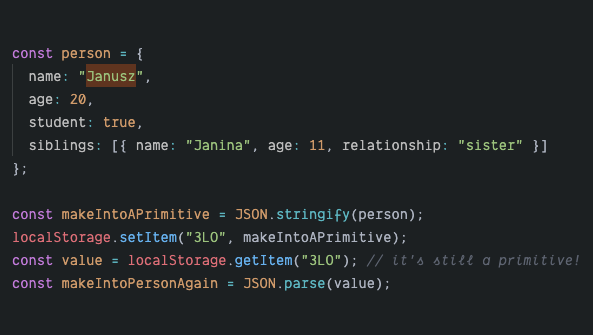 const person = {
  name: "Janusz",
  age: 20,
  student: true,
  siblings: [{ name: "Janina", age: 11, relationship: "sister" }]
};
const makeIntoAPrimitive = JSON.stringify(person);
localStorage.setItem("3LO", makeIntoAPrimitive);
const value = localStorage.getItem("3LO"); // it's still a primitive!
const makeIntoPersonAgain = JSON.parse(value);